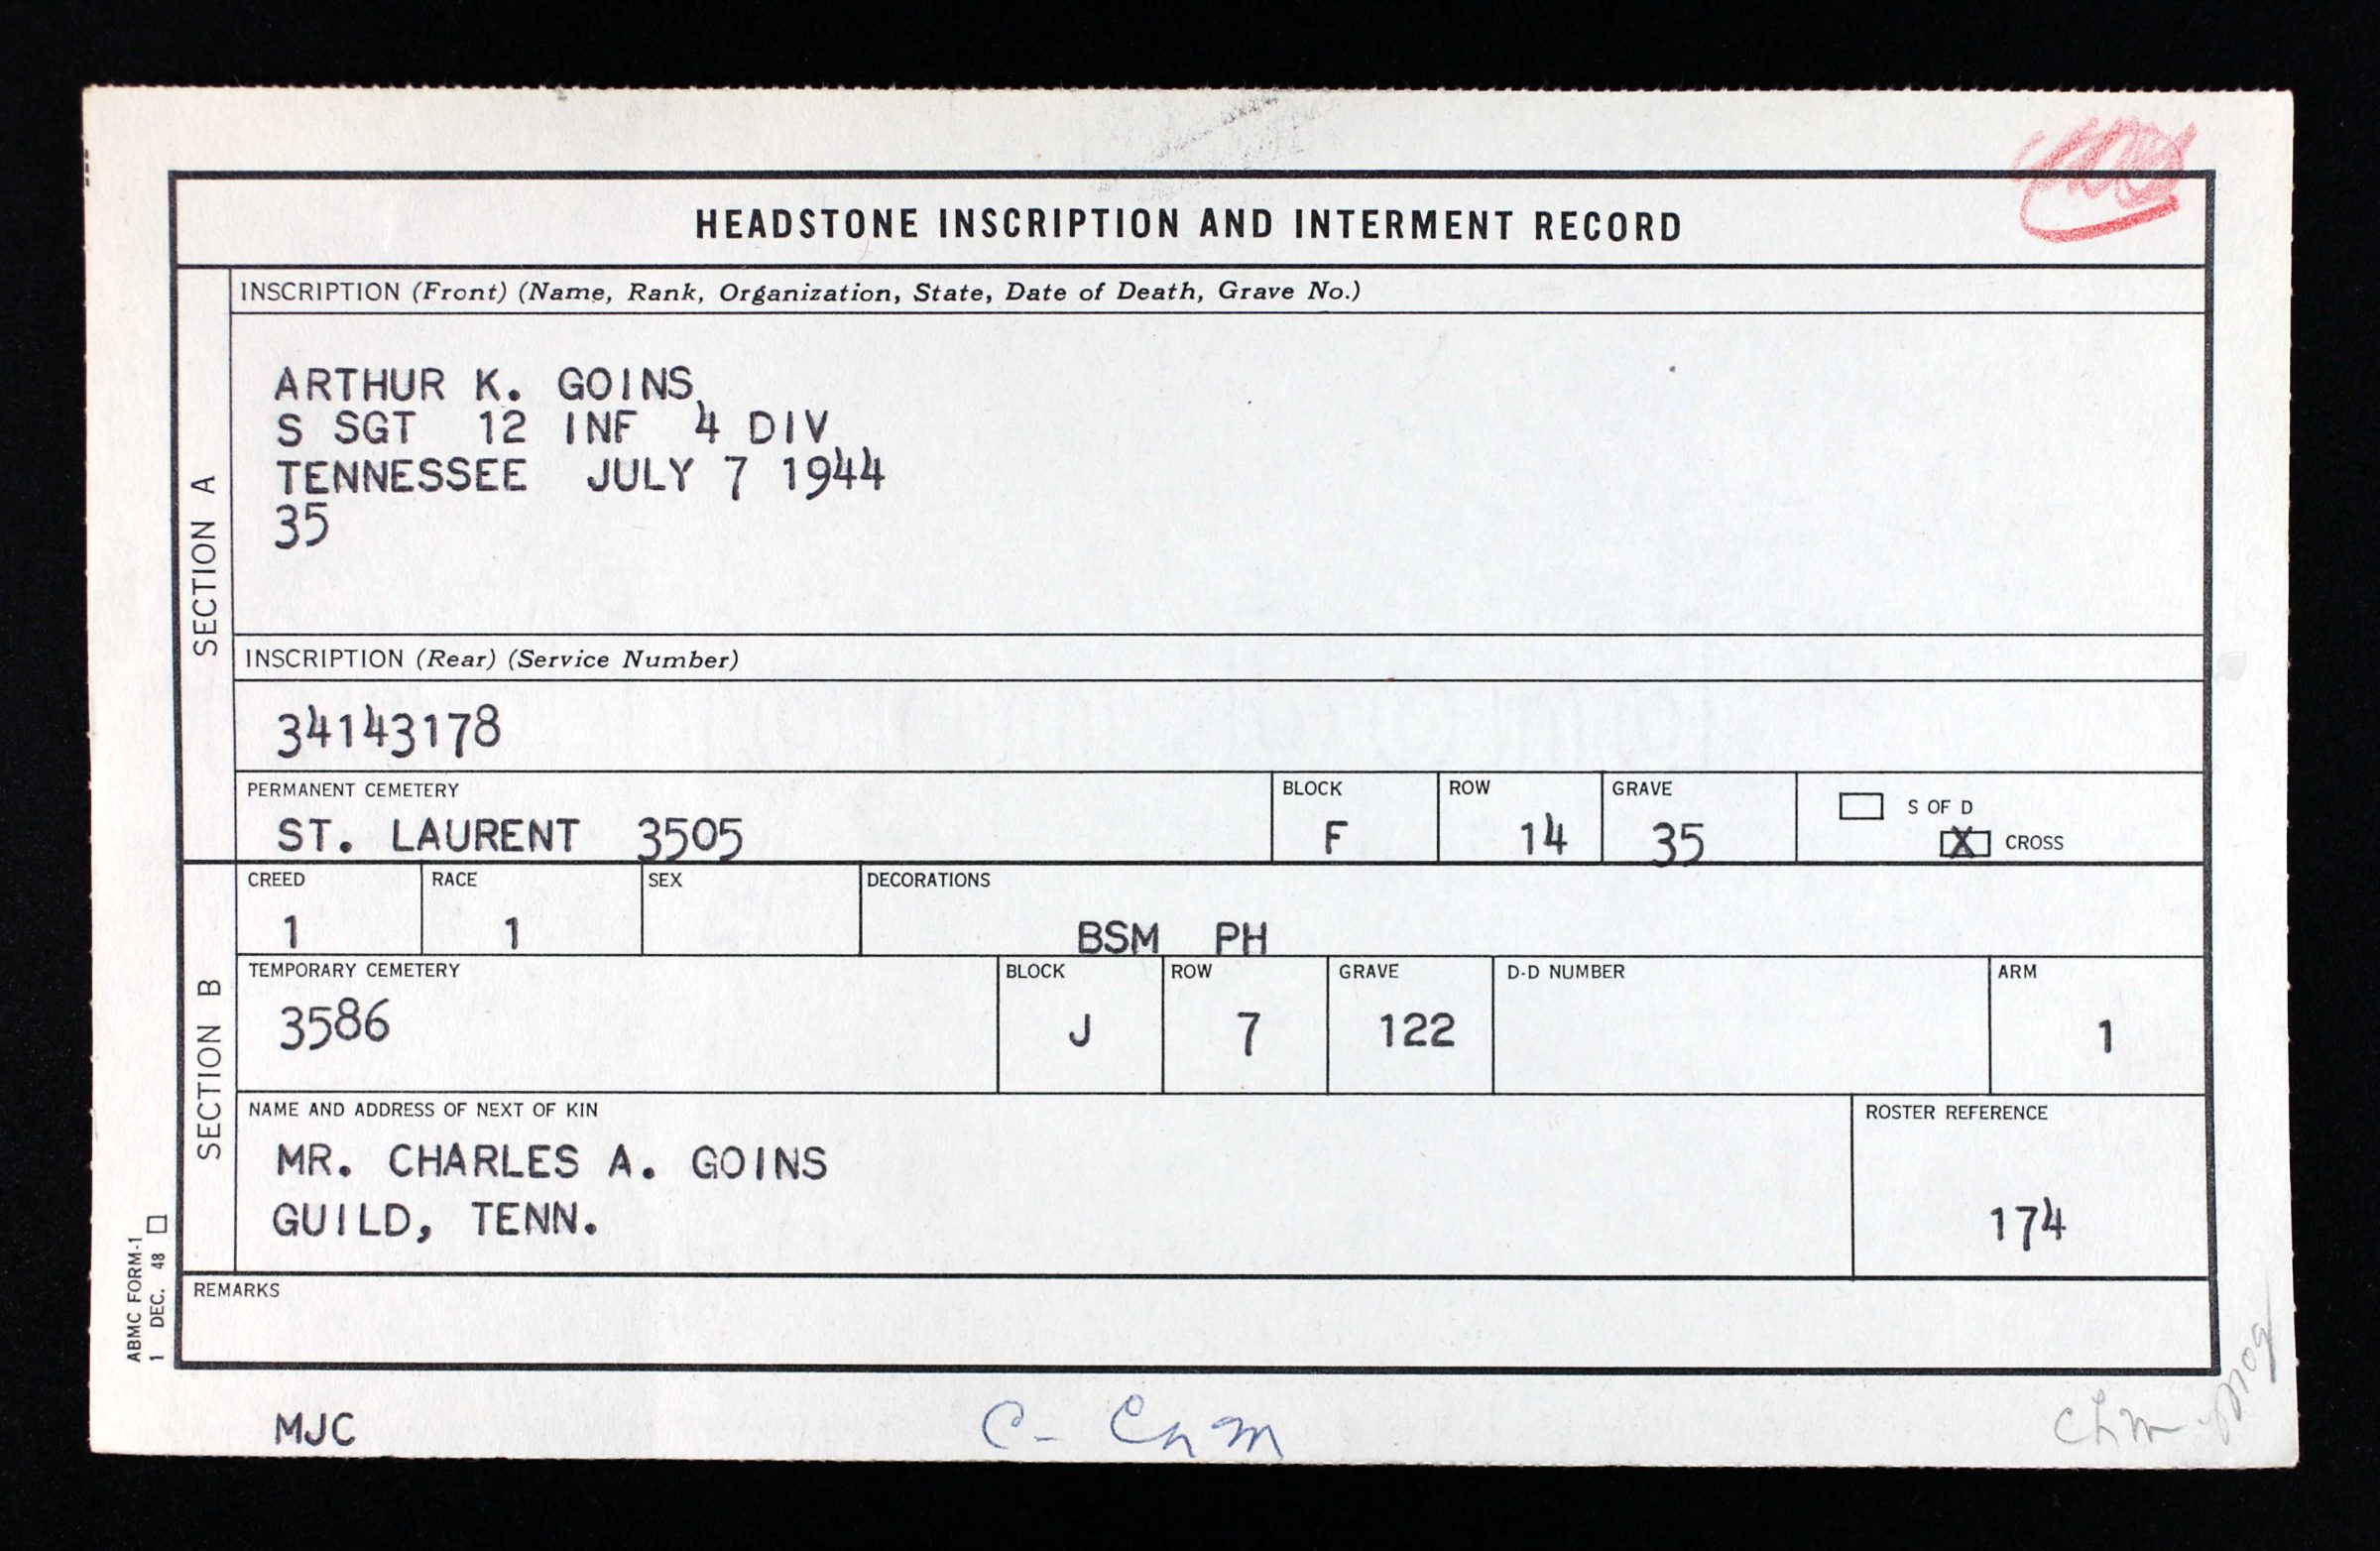 HEADSTONE INSCRIPTION AND INTERMENT RECORD
SECTION A
INSCRIPTION (Front) (Name, Rank, Organization, State, Date of Death, Grave No.)
ARTHUR K. GOINS
S SGT 12 INF 4 DIV
TENNESSEE JULY 7 1944
35
INSCRIPTION (Rear) (Service Number)
34143178
PERMANENT CEMETERY BLOCK ROW GRAVE S OF D
ST. LAURENT 3505 F 14 35 X CROSS
SECTION B
CREED RACE SEX DECORATIONS
1 1 BSM PH
TEMPORARY CEMETERY BLOCK ROW GRAVE D-D NUMBER ARM
3586 J 7 122 1
NAME AND ADDRESS OF NEXT OF KIN ROSTER REFERENCE
MR. CHARLES A. GOINS
GUILD, TENN. 174
REMARKS
ABMC FORM-1
1 DEC. 48
MJC